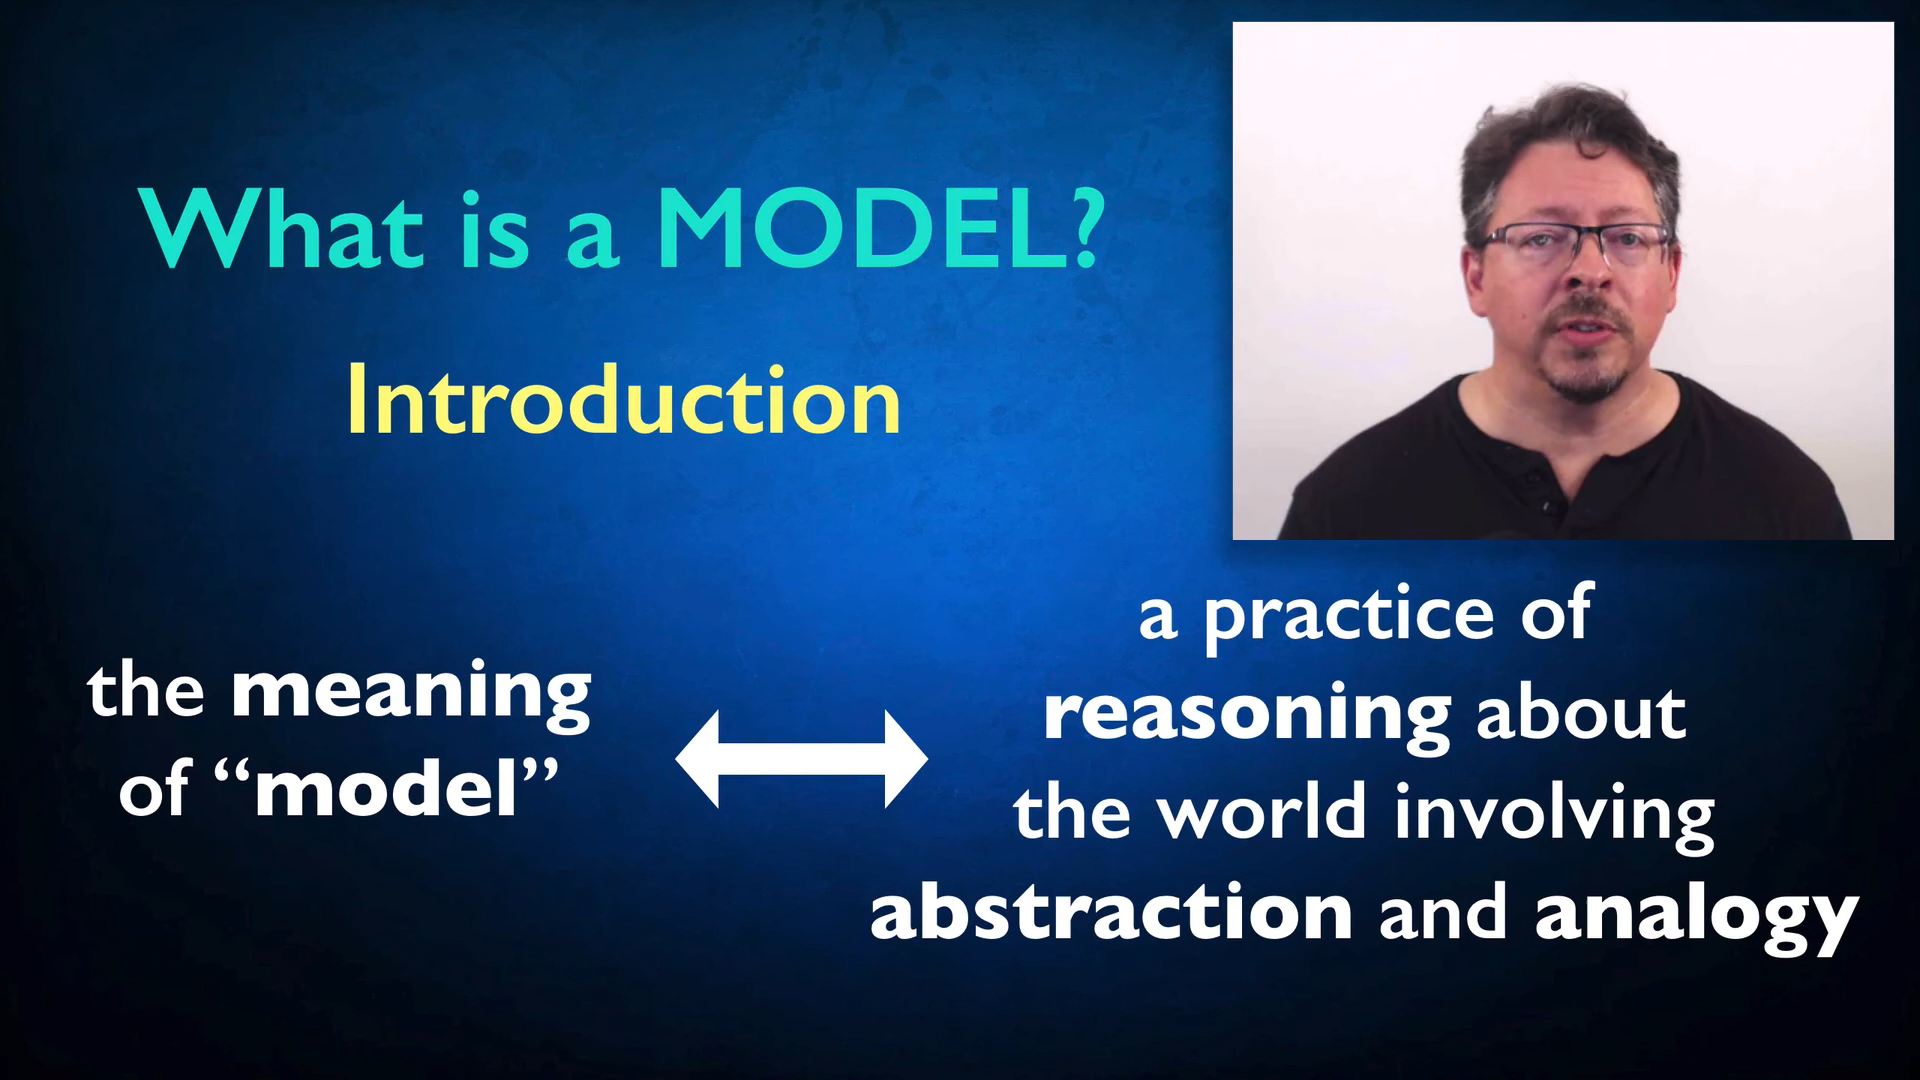 What is a MODEL?
Introduction
the meaning
of “model”
a practice of
reasoning about
the world involving
abstraction and analogy